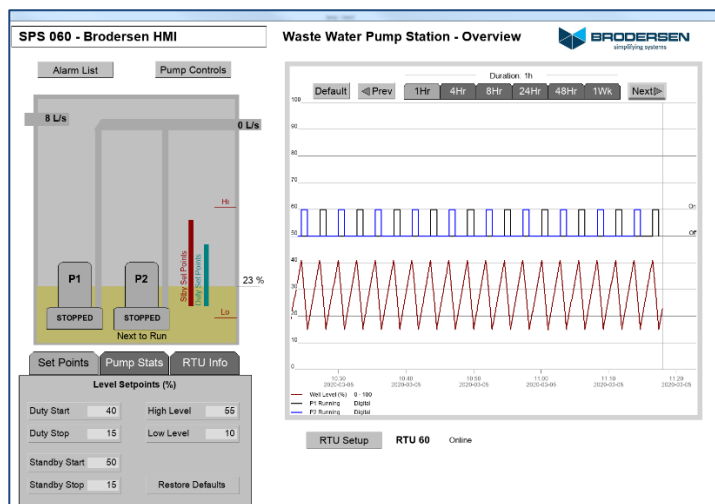 SPS 060 - Brodersen HMI
Waste Water Pump Station - Overview
BRODERSEN
simplifying systems
Alarm List
Pump Controls
8 L/s
0 L/s
Hi
Stby Set Points
Duty Set Points
23 %
Lo
P1
P2
STOPPED
STOPPED
Next to Run
Set Points
Pump Stats
RTU Info
Level Setpoints (%)
Duty Start 40
High Level 55
Duty Stop 15
Low Level 10
Standby Start 50
Standby Stop 15
Restore Defaults
Duration: 1h
Default
Prev
1Hr
4Hr
8Hr
24Hr
48Hr
1Wk
Next
100
90
80
70
60
50
40
30
20
10
0
On
Off
10:30
2020-03-05
10:40
2020-03-05
10:50
2020-03-05
11:00
2020-03-05
11:10
2020-03-05
11:20
2020-03-05
Well Level (%) 0 - 100
P1 Running Digital
P2 Running Digital
RTU Setup
RTU 60
Online